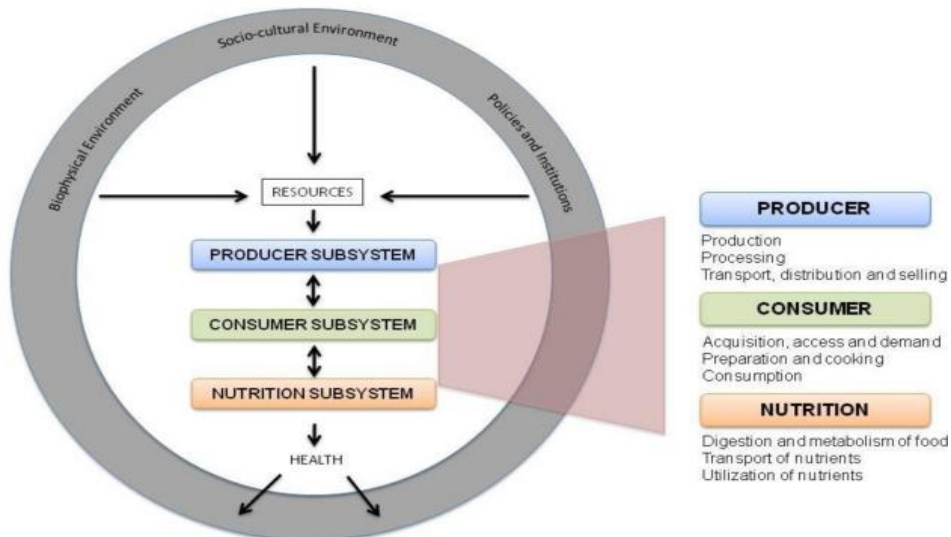 Socio-cultural Environment
Biophysical Environment
Policies and Institutions
RESOURCES
PRODUCER SUBSYSTEM
CONSUMER SUBSYSTEM
NUTRITION SUBSYSTEM
HEALTH
PRODUCER
Production
Processing
Transport, distribution and selling
CONSUMER
Acquisition, access and demand
Preparation and cooking
Consumption
NUTRITION
Digestion and metabolism of food
Transport of nutrients
Utilization of nutrients